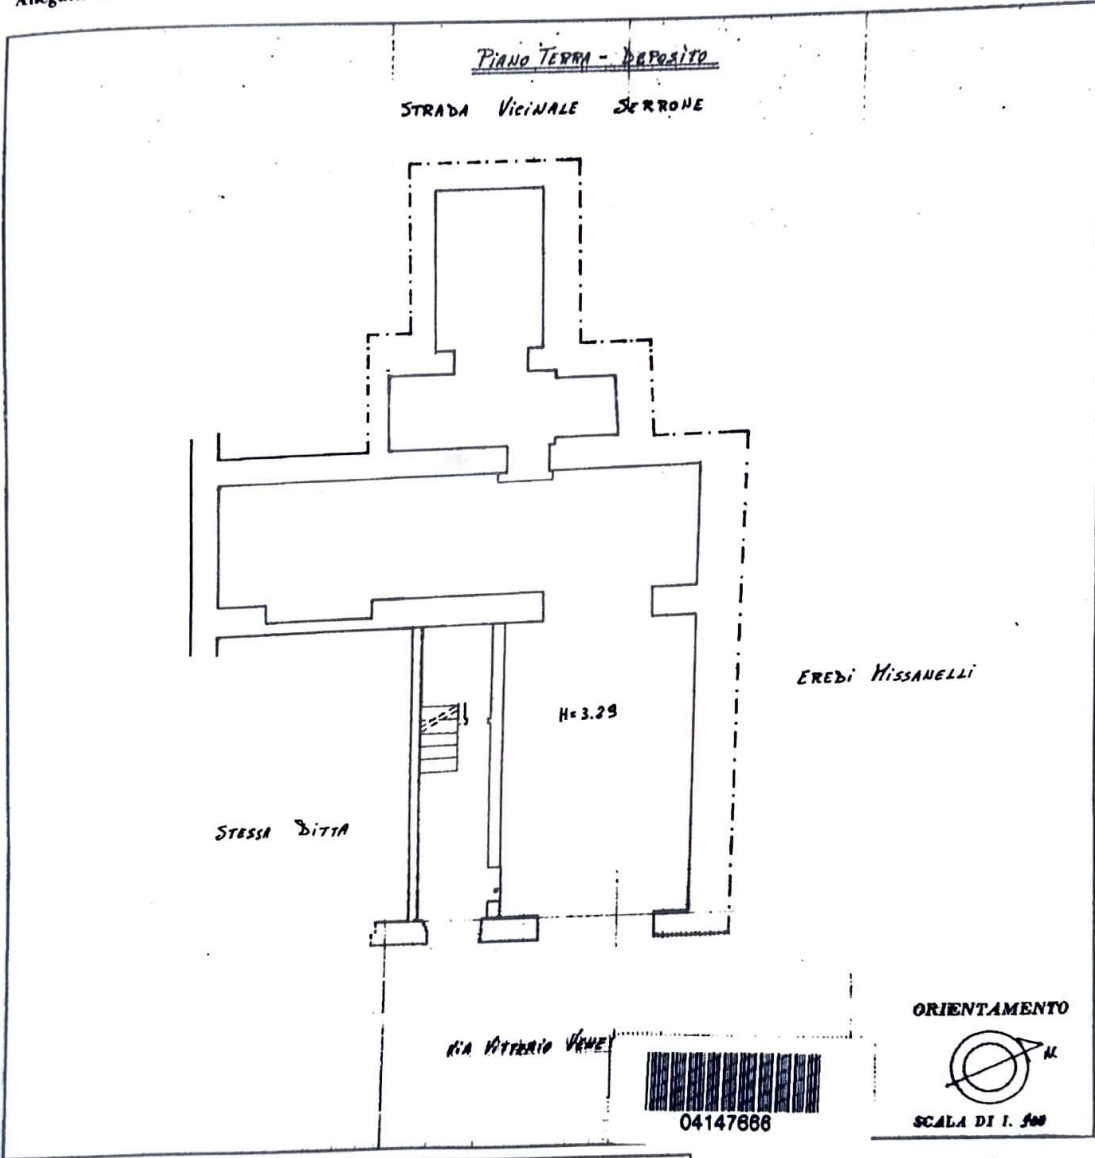 PIANO TERRA - DEPOSITO
STRADA VICINALE SERRONE
EREDI MISSANELLI
H=3.29
STESSA DITTA
VIA VITTORIO VENE
ORIENTAMENTO
N
SCALA DI 1.
04147666